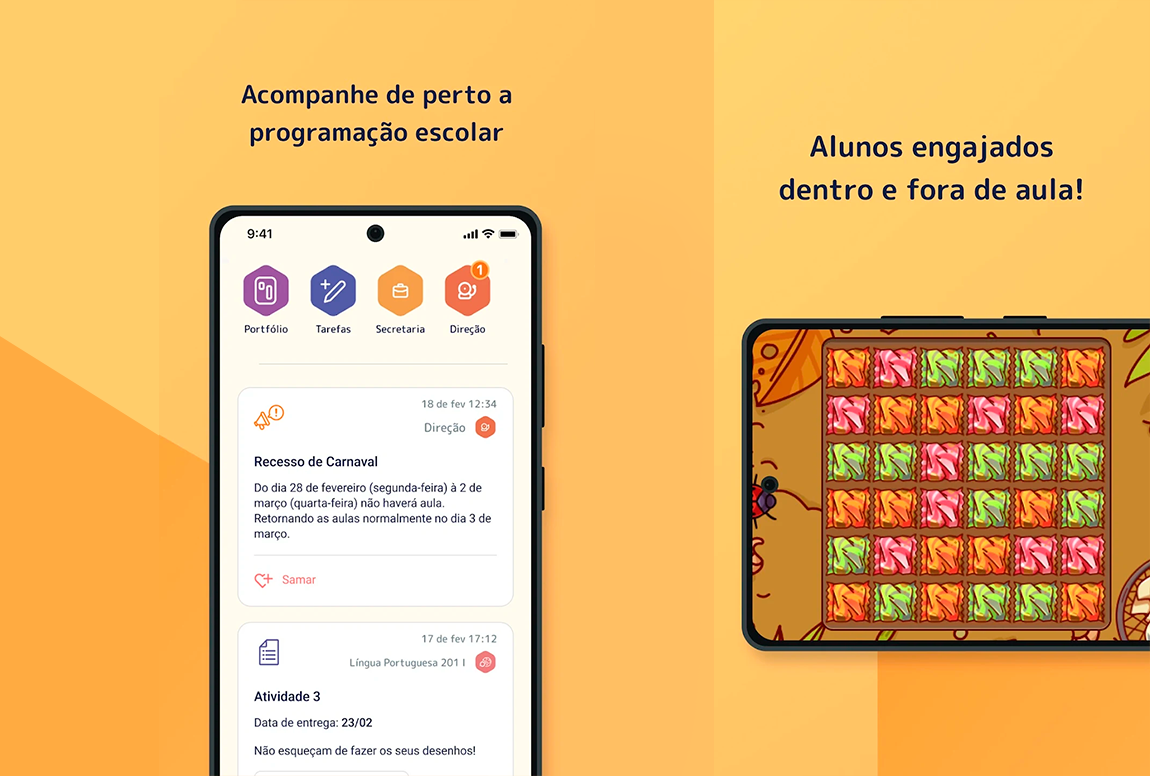 Acompanhe de perto a
programação escolar
9:41
1
Portfólio
Tarefas
Secretaria
Direção
18 de fev 12:34
Direção
Recesso de Carnaval
Do dia 28 de fevereiro (segunda-feira) à 2 de
março (quarta-feira) não haverá aula.
Retornando as aulas normalmente no dia 3 de
março.
Samar
17 de fev 17:12
Língua Portuguesa 201 I
Atividade 3
Data de entrega: 23/02
Não esqueçam de fazer os seus desenhos!
Alunos engajados
dentro e fora de aula!